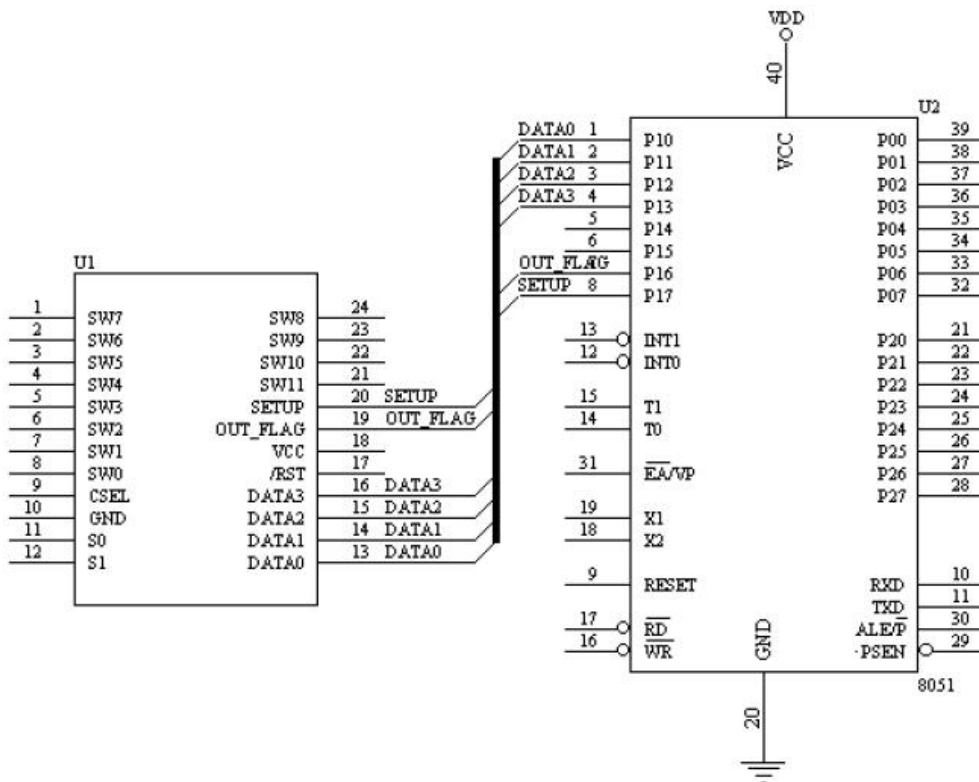 VDD
40
U2
DATA0 1 P10 VCC P00 39
DATA1 2 P11 P01 38
DATA2 3 P12 P02 37
DATA3 4 P13 P03 36
5 P14 P04 35
6 P15 P05 34
OUT_FLAG P16 P06 33
SETUP 8 P17 P07 32
13 INT1 P20 21
12 INT0 P21 22
P22 23
15 T1 P23 24
14 T0 P24 25
P25 26
31 EA/VP P26 27
P27 28
19 X1
18 X2
9 RESET RXD 10
TXD 11
17 RD ALE/P 30
16 WR GND PSEN 29
8051
20
U1
1 SW7 SW8 24
2 SW6 SW9 23
3 SW5 SW10 22
4 SW4 SW11 21
5 SW3 SETUP 20 SETUP
6 SW2 OUT_FLAG 19 OUT_FLAG
7 SW1 VCC 18
8 SW0 /RST 17
9 CSEL DATA3 16 DATA3
10 GND DATA2 15 DATA2
11 S0 DATA1 14 DATA1
12 S1 DATA0 13 DATA0